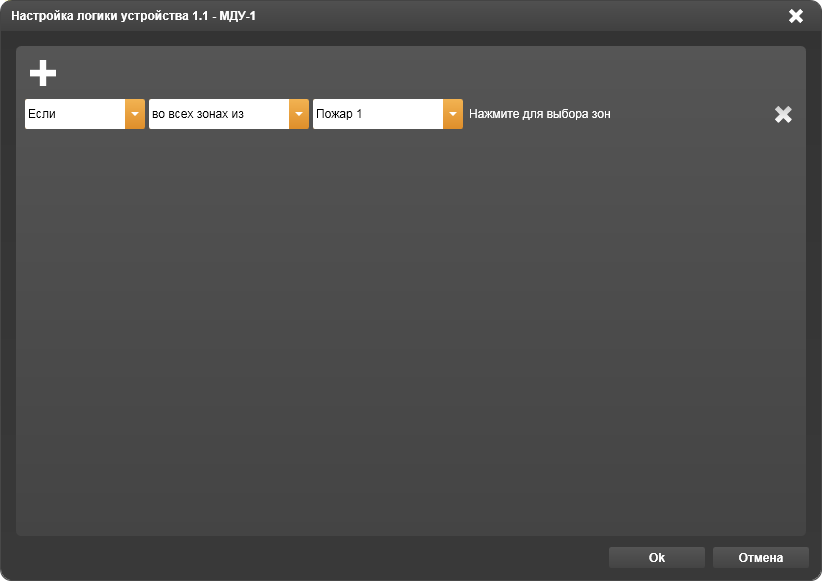 Настройка логики устройства 1.1 - МДУ-1
Если во всех зонах из Пожар 1 Нажмите для выбора зон
Ok Отмена